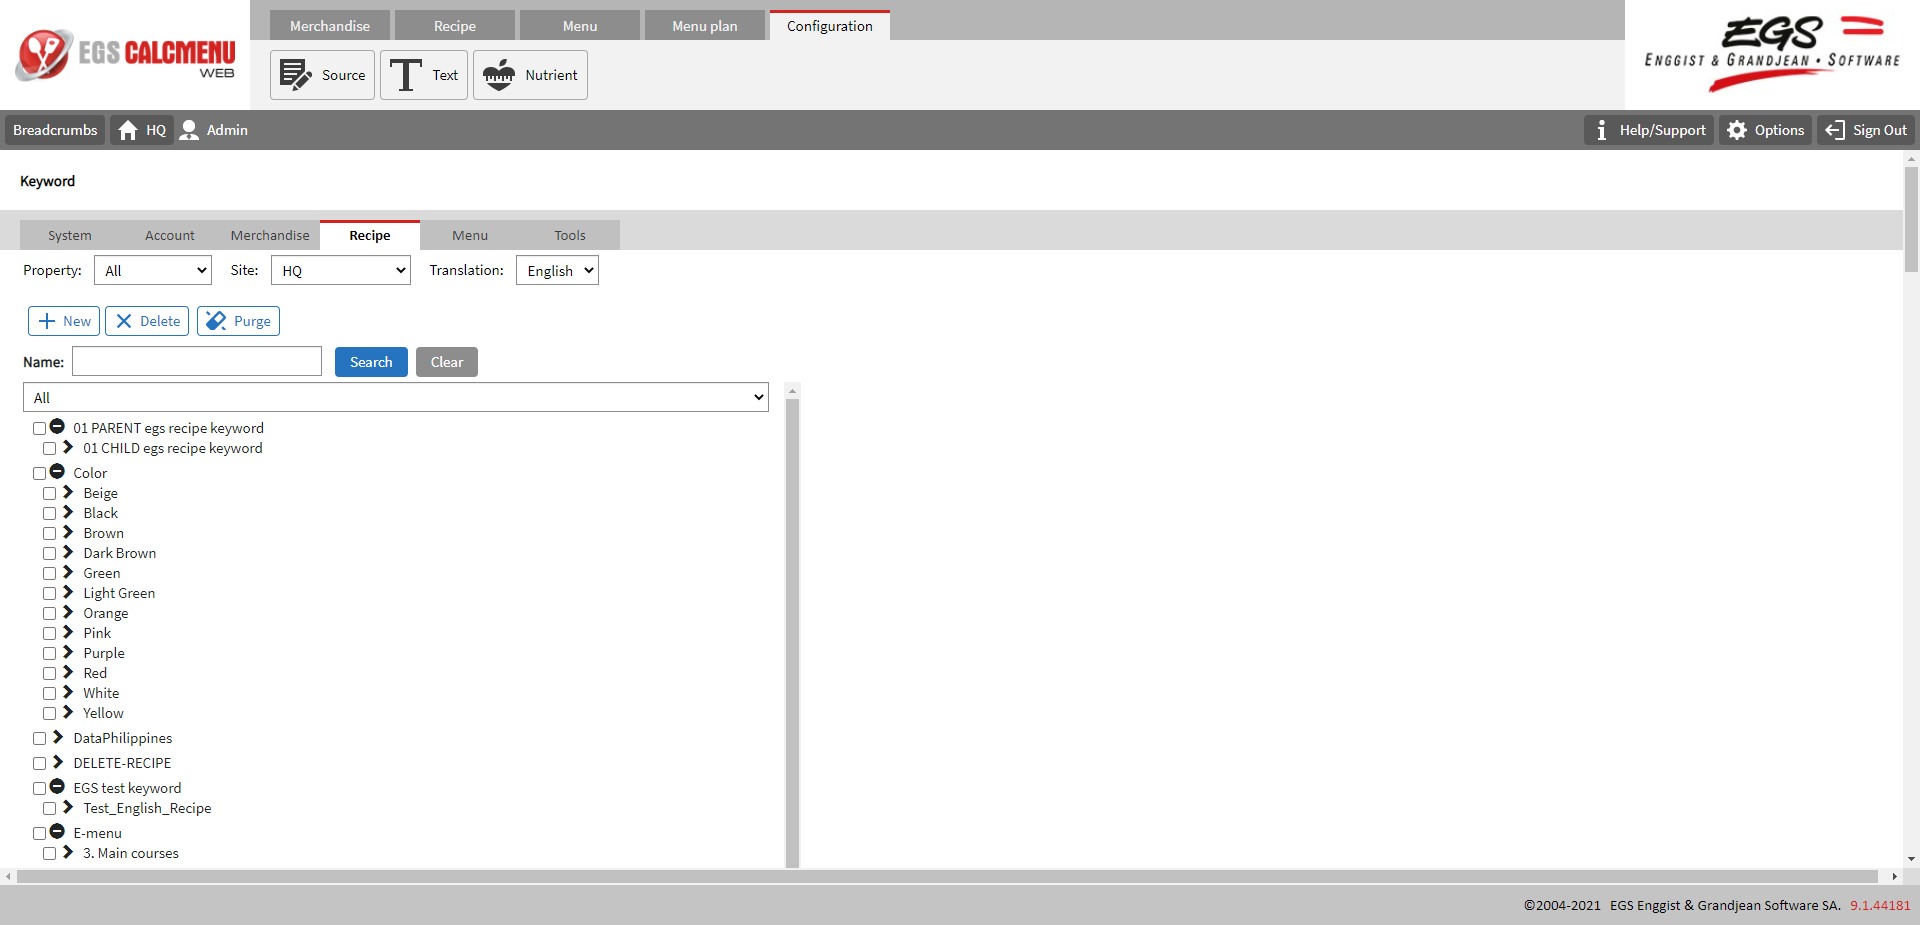 EGS CALCMENU
WEB
Merchandise Recipe Menu Menu plan Configuration
Source Text Nutrient
EGS
ENGGIST & GRANDJEAN • SOFTWARE
Breadcrumbs HQ Admin Help/Support Options Sign Out
Keyword
System Account Merchandise Recipe Menu Tools
Property: All Site: HQ Translation: English
New Delete Purge
Name: Search Clear
All
01 PARENT egs recipe keyword
01 CHILD egs recipe keyword
Color
Beige
Black
Brown
Dark Brown
Green
Light Green
Orange
Pink
Purple
Red
White
Yellow
DataPhilippines
DELETE-RECIPE
EGS test keyword
Test_English_Recipe
E-menu
3. Main courses
©2004-2021 EGS Enggist & Grandjean Software SA. 9.1.44181